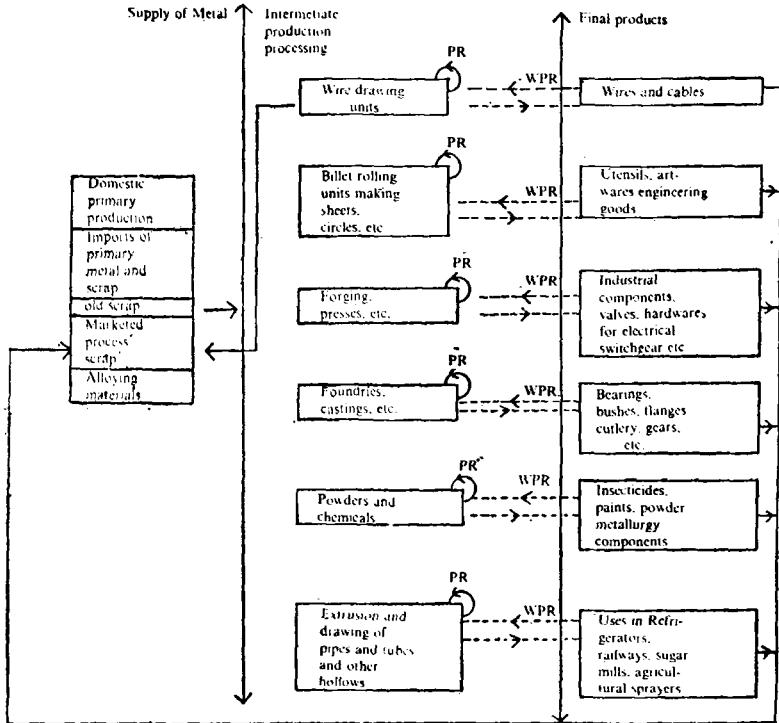 Supply of Metal
Intermediate
production
processing
Final products
PR
Wire drawing
units
WPR
Wires and cables
PR
Billet rolling
units making
sheets,
circles, etc
WPR
Utensils, art-
wares engineering
goods
Domestic
primary
production
Imports of
primary
metal and
scrap
old scrap
Marketed
process'
scrap'
Alloying
materials
PR
Forging,
presses, etc.
WPR
Industrial
components,
valves, hardwares
for electrical
switchgear etc
PR
Foundries,
castings, etc.
WPR
Bearings,
bushes, flanges
cutlery, gears,
etc.
PR
Powders and
chemicals
WPR
Insecticides,
paints, powder
metallurgy
components
PR
Extrusion and
drawing of
pipes and tubes
and other
hollows
WPR
Uses in Refri-
gerators,
railways, sugar
mills, agricul-
tural sprayers